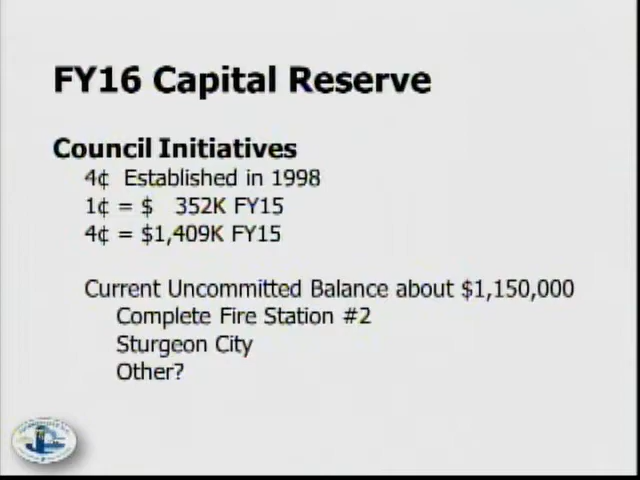 FY16 Capital Reserve
Council Initiatives
4¢ Established in 1998
1¢ = $ 352K FY15
4¢ = $1,409K FY15
Current Uncommitted Balance about $1,150,000
Complete Fire Station #2
Sturgeon City
Other?